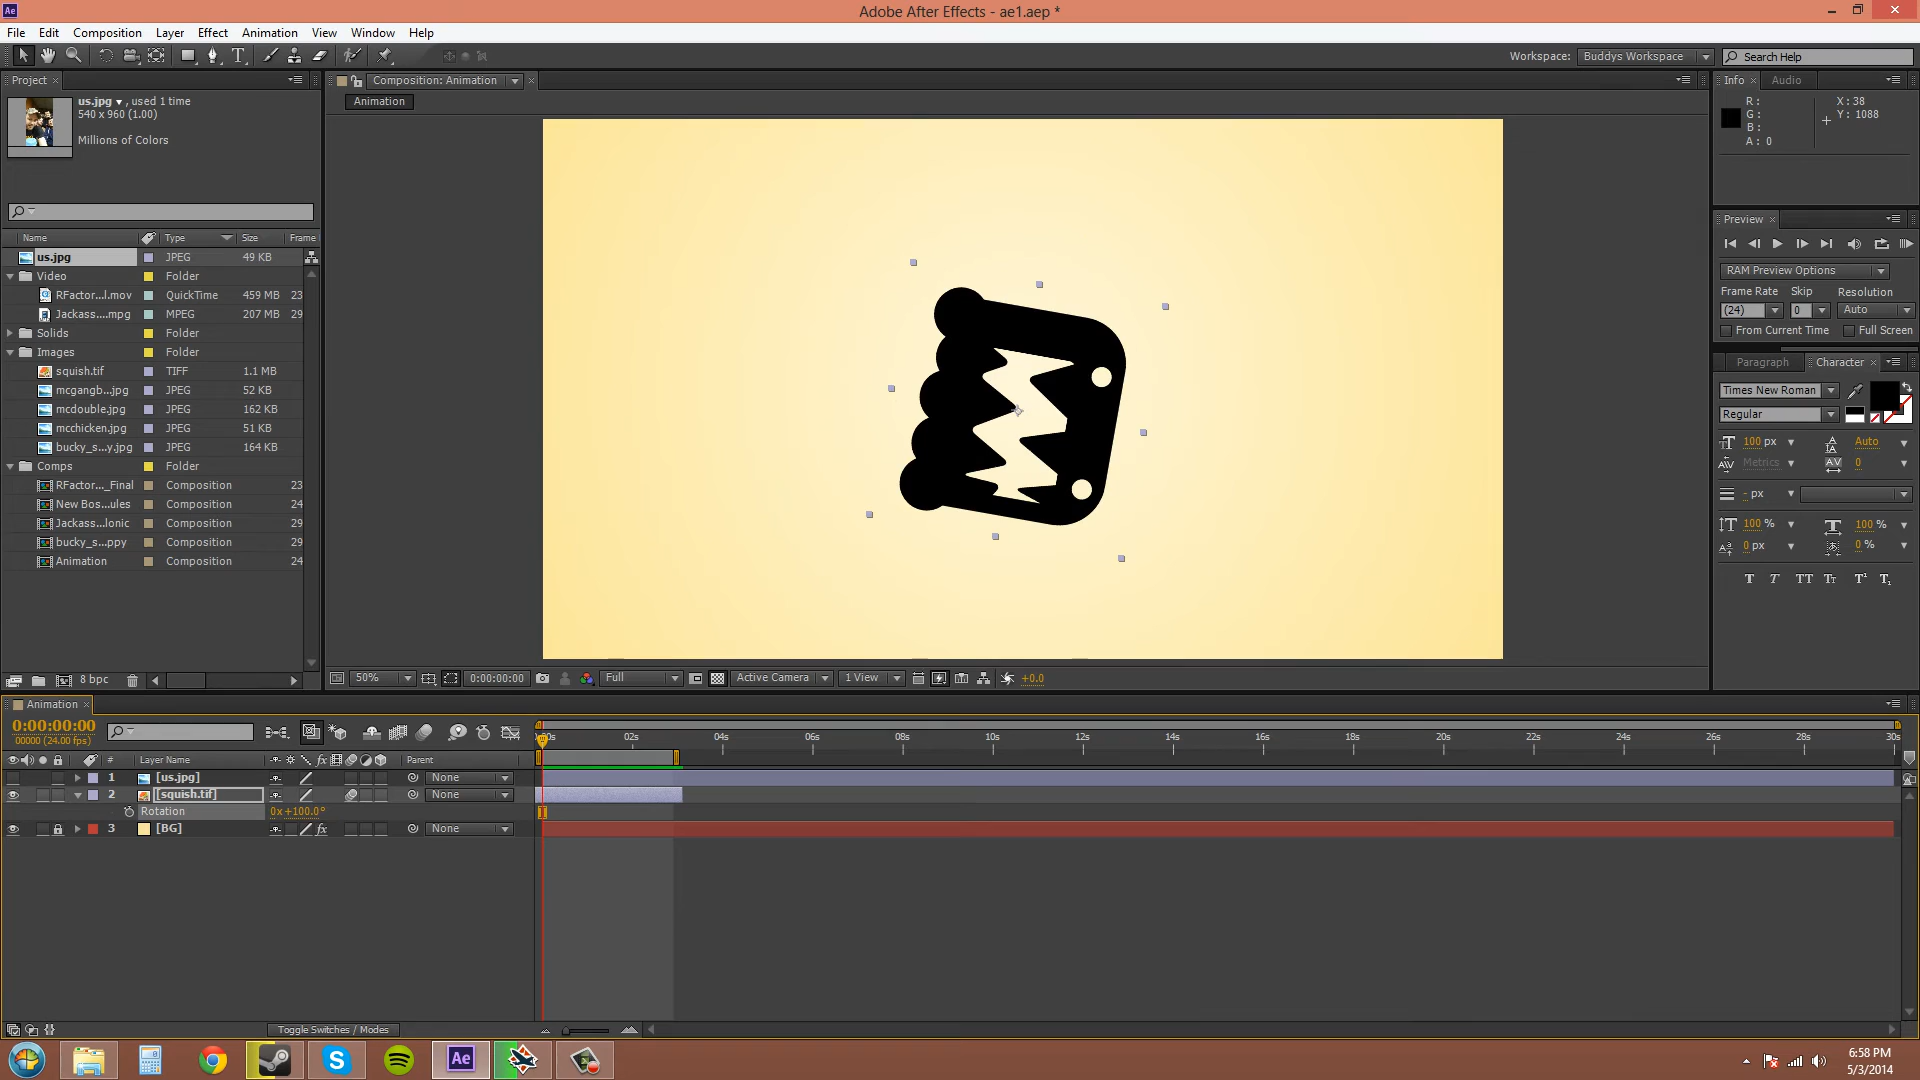 Adobe After Effects - ae1.aep *
File Edit Composition Layer Effect Animation View Window Help
Workspace: Buddys Workspace Search Help
Project
us.jpg , used 1 time
540 x 960 (1.00)
Millions of Colors
Name Type Size Frame
us.jpg JPEG 49 KB
Video Folder
RFactor...l.mov QuickTime 459 MB 23
Jackass....mpg MPEG 207 MB 29
Solids Folder
Images Folder
squish.tif TIFF 1.1 MB
mcgangb...jpg JPEG 52 KB
mcdouble.jpg JPEG 162 KB
mcchicken.jpg JPEG 51 KB
bucky_s...y.jpg JPEG 164 KB
Comps Folder
RFactor..._Final Composition 23
New Bos...ules Composition 24
Jackass...lonic Composition 29
bucky_s...ppy Composition 29
Animation Composition 24
8 bpc
Composition: Animation
Animation
50% 0:00:00:00 Full Active Camera 1 View +0.0
Info Audio
R: X: 38
G: Y: 1088
B:
A: 0
Preview
RAM Preview Options
Frame Rate Skip Resolution
(24) 0 Auto
From Current Time Full Screen
Paragraph Character
Times New Roman
Regular
100 px Auto
Metrics 0
- px
100 % 100 %
0 px 0 %
T T TT Tt T¹ T₁
Animation
0:00:00:00
00000 (24.00 fps)
00s 02s 04s 06s 08s 10s 12s 14s 16s 18s 20s 22s 24s 26s 28s 30s
# Layer Name fx Parent
1 [us.jpg] None
2 [squish.tif] None
Rotation 0x+100.0°
3 [BG] fx None
Toggle Switches / Modes
Ae
6:58 PM
5/3/2014